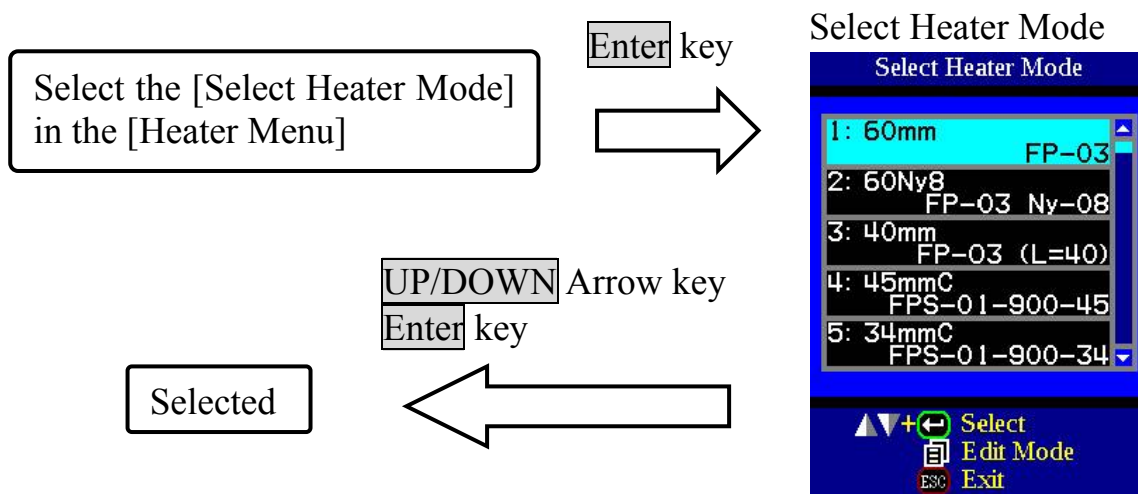 Select the [Select Heater Mode]
in the [Heater Menu]
Enter key
Select Heater Mode
Select Heater Mode
1: 60mm
FP-03
2: 60Ny8
FP-03 Ny-08
3: 40mm
FP-03 (L=40)
4: 45mmC
FPS-01-900-45
5: 34mmC
FPS-01-900-34
+ Select
Edit Mode
ESC Exit
UP/DOWN Arrow key
Enter key
Selected